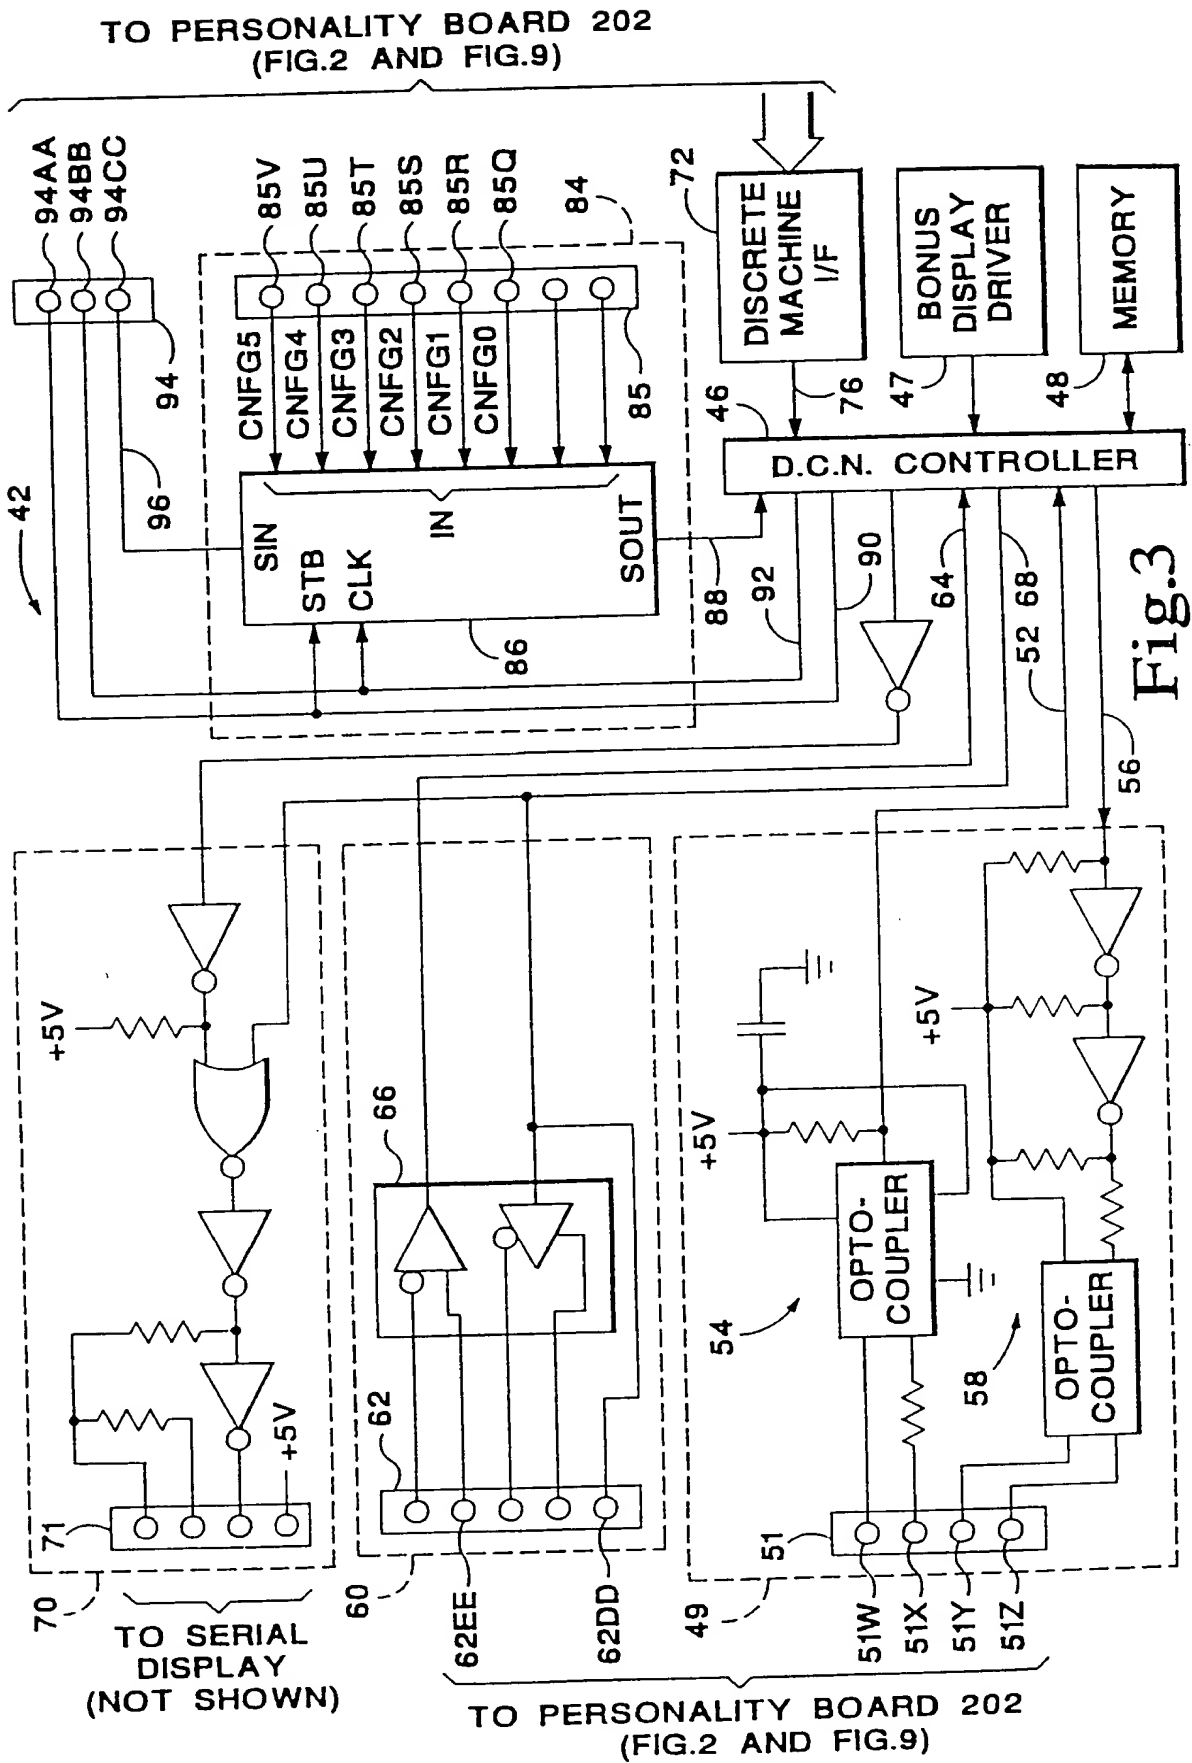 TO PERSONALITY BOARD 202
(FIG.2 AND FIG.9)
94AA
94BB
94CC
94
96
42
85V
85U
85T
85S
85R
85Q
84
85
CNFG5
CNFG4
CNFG3
CNFG2
CNFG1
CNFG0
SIN
STB
CLK
IN
SOUT
86
88
72
DISCRETE
MACHINE
I/F
76
BONUS
DISPLAY
DRIVER
47
MEMORY
48
46
D.C.N. CONTROLLER
92
90
64
68
52
56
Fig.3
+5V
71
+5V
70
TO SERIAL
DISPLAY
(NOT SHOWN)
66
62
60
62EE
62DD
+5V
+5V
OPTO-
COUPLER
54
OPTO-
COUPLER
58
51
49
51W
51X
51Y
51Z
TO PERSONALITY BOARD 202
(FIG.2 AND FIG.9)